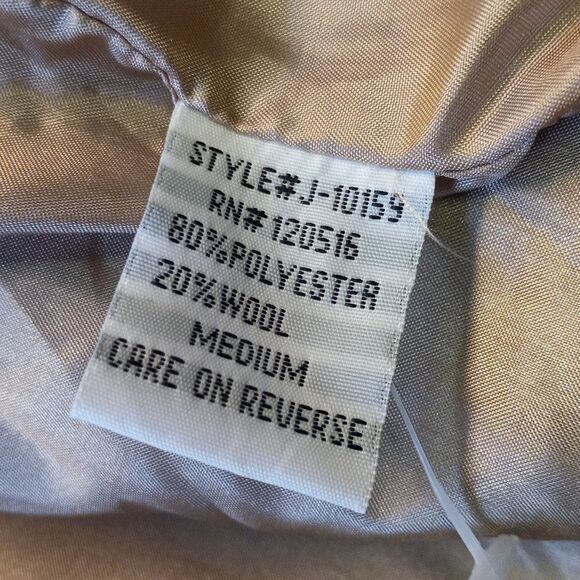 STYLE#J-10159
RN# 120516
80%POLYESTER
20%WOOL
MEDIUM
CARE ON REVERSE